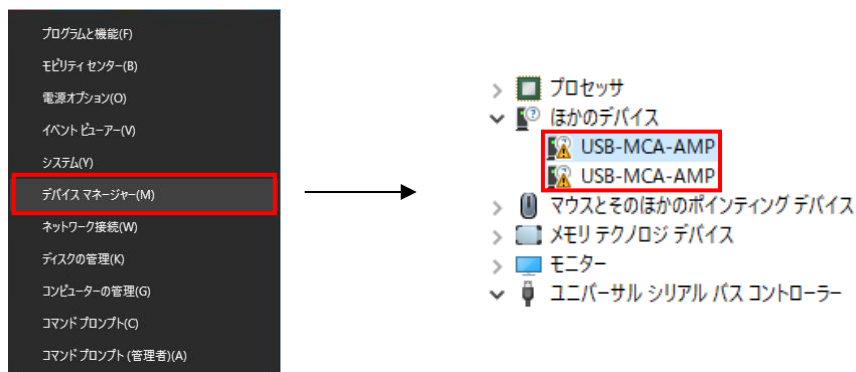 プログラムと機能(F)
モビリティ センター(B)
電源オプション(O)
イベント ビューアー(V)
システム(Y)
デバイス マネージャー(M)
ネットワーク接続(W)
ディスクの管理(K)
コンピューターの管理(G)
コマンド プロンプト(C)
コマンド プロンプト (管理者)(A)
プロセッサ
ほかのデバイス
USB-MCA-AMP
USB-MCA-AMP
マウスとそのほかのポインティング デバイス
メモリ テクノロジ デバイス
モニター
ユニバーサル シリアル バス コントローラー